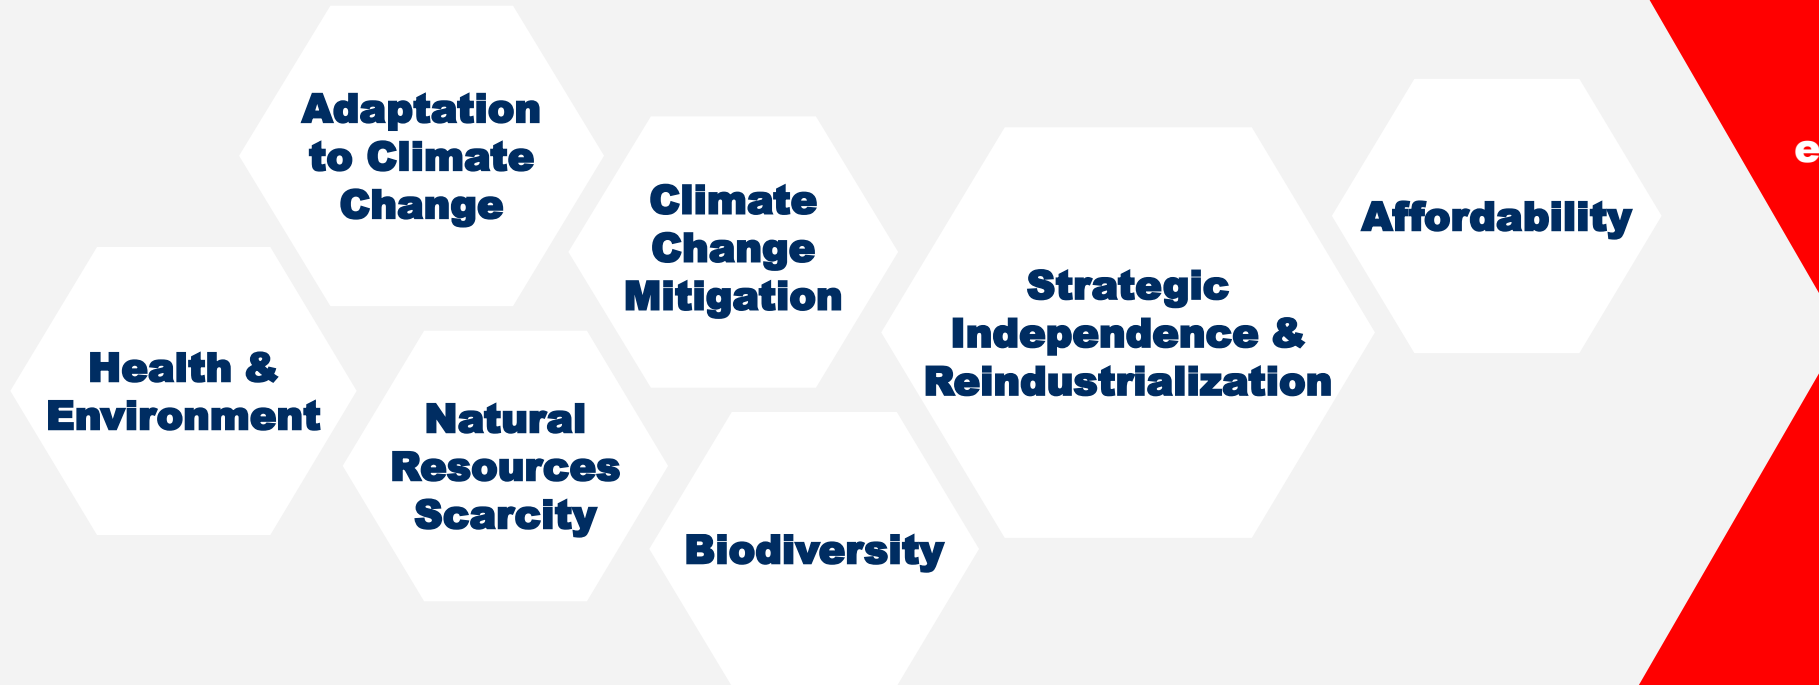 Adaptation
to Climate
Change
Climate
Change
Mitigation
Strategic
Independence &
Reindustrialization
Affordability
Health &
Environment
Natural
Resources
Scarcity
Biodiversity